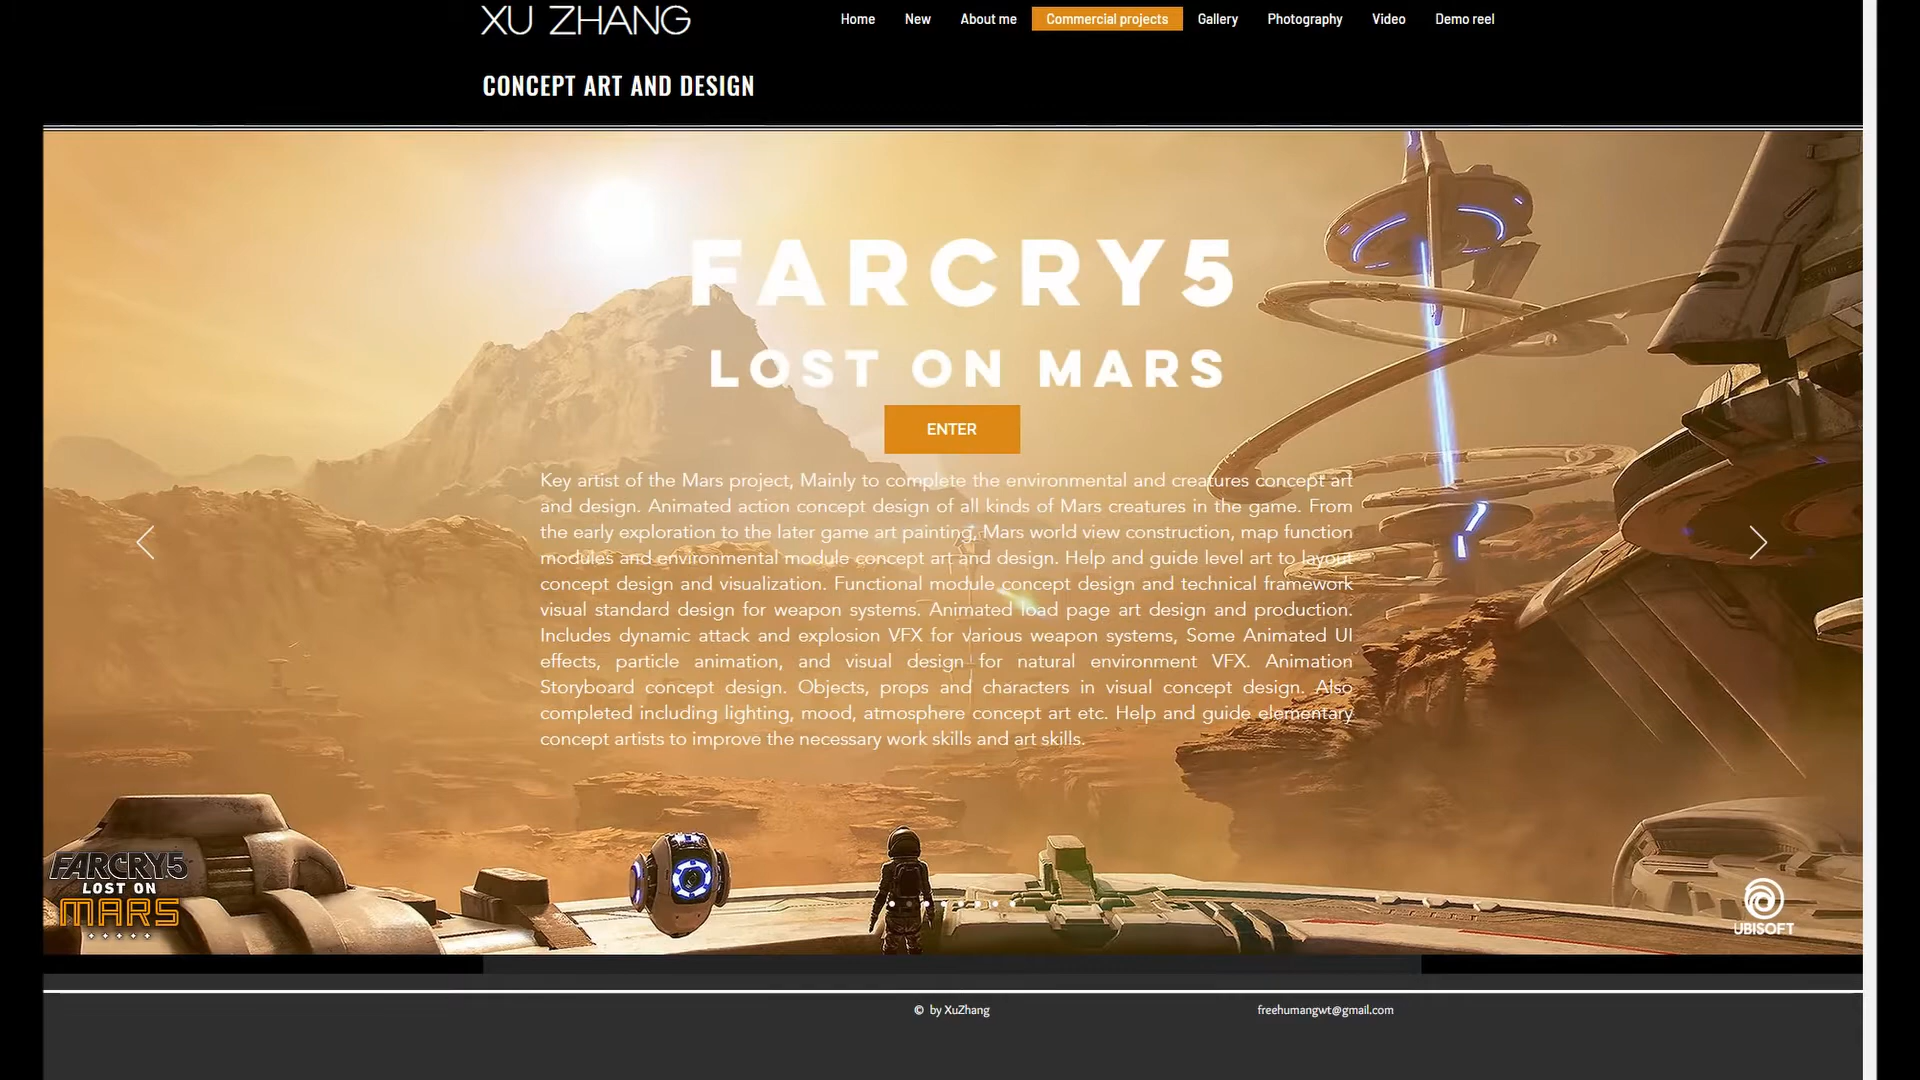 XU ZHANG
Home New About me Commercial projects Gallery Photography Video Demo reel
CONCEPT ART AND DESIGN
FARCRY5
LOST ON MARS
ENTER
Key artist of the Mars project, Mainly to complete the environmental and creatures concept art
and design. Animated action concept design of all kinds of Mars creatures in the game. From
the early exploration to the later game art painting, Mars world view construction, map function
modules and environmental module concept art and design. Help and guide level art to layout
concept design and visualization. Functional module concept design and technical framework
visual standard design for weapon systems. Animated load page art design and production.
Includes dynamic attack and explosion VFX for various weapon systems, Some Animated UI
effects, particle animation, and visual design for natural environment VFX. Animation
Storyboard concept design. Objects, props and characters in visual concept design. Also
completed including lighting, mood, atmosphere concept art etc. Help and guide elementary
concept artists to improve the necessary work skills and art skills.
FARCRY5
LOST ON
MARS
UBISOFT
© by XuZhang
freehumangwt@gmail.com